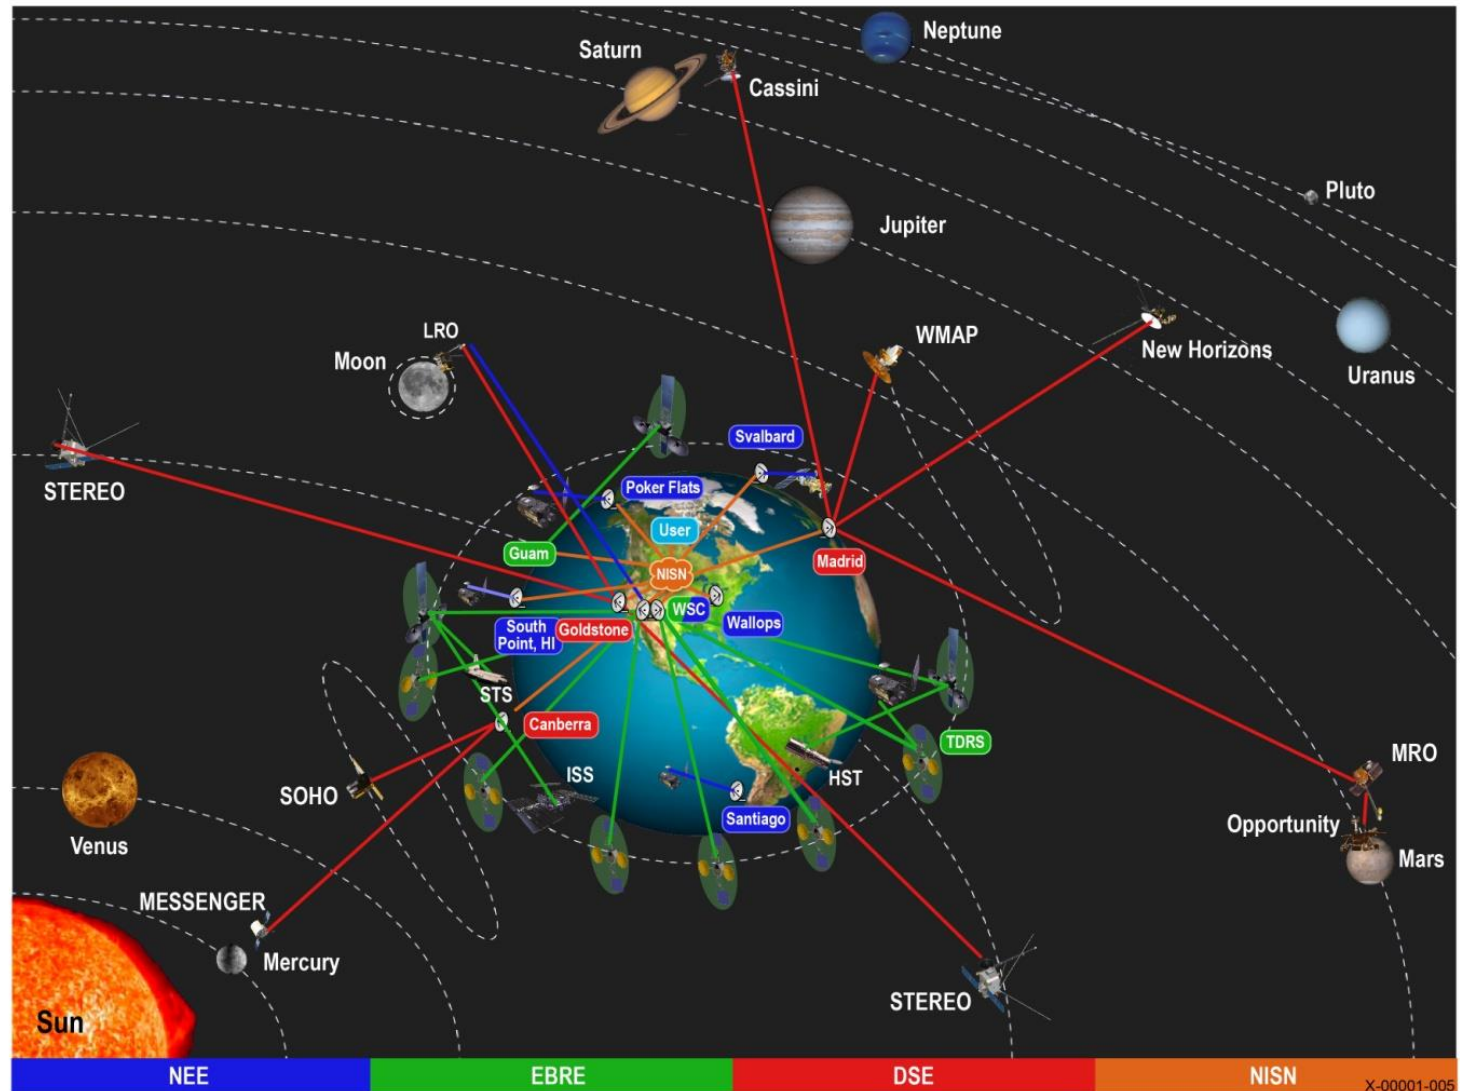 Neptune
Saturn
Cassini
Pluto
Jupiter
LRO
WMAP
New Horizons
Moon
Uranus
Svalbard
STEREO
Poker Flats
User
Guam
Madrid
NISN
WSC
South
Point, HI
Goldstone
Wallops
STS
Canberra
TDRS
MRO
ISS
HST
SOHO
Santiago
Opportunity
Venus
Mars
MESSENGER
Mercury
STEREO
Sun
NEE
EBRE
DSE
NISN
X-00001-005